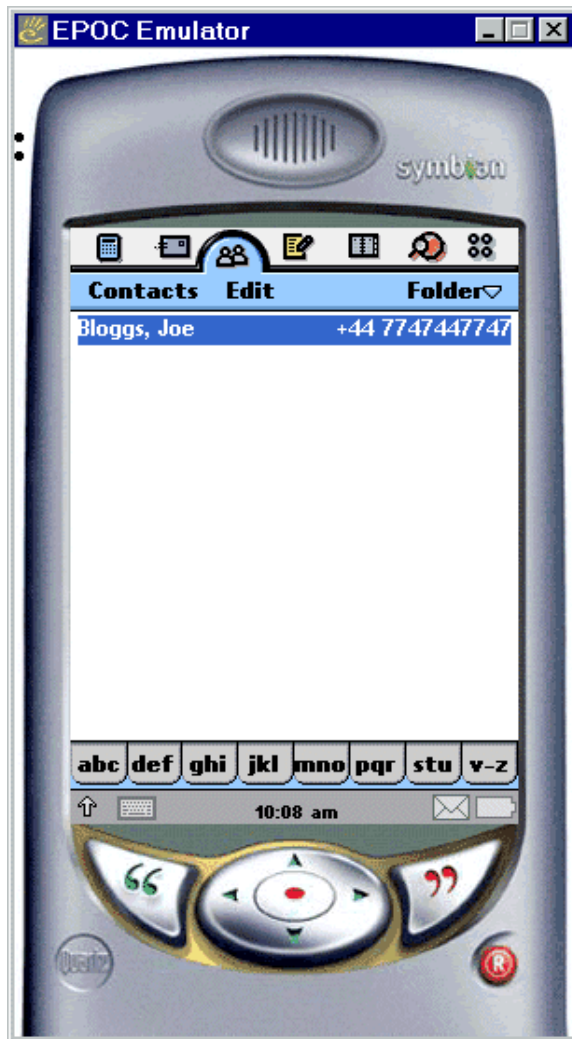 EPOC Emulator
symbian
Contacts Edit Folder
Bloggs, Joe +44 7747447747
abc def ghi jkl mno pqr stu v-z
10:08 am
“ ”
Quartz R